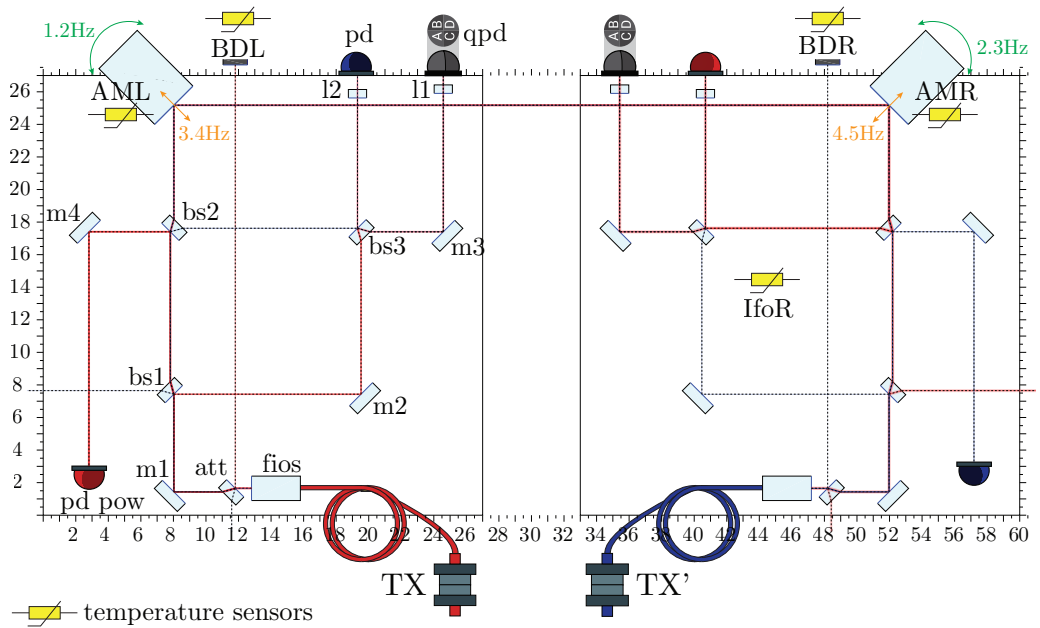 1.2Hz
BDL
pd
A B
C D
qpd
A B
C D
BDR
2.3Hz
26
AML
l2
l1
AMR
24
3.4Hz
4.5Hz
22
20
18
m4
bs2
bs3
m3
16
14
IfoR
12
10
8
bs1
m2
6
4
m1
att
fios
2
pd pow
2 4 6 8 10 12 14 16 18 20 22 24 26 28 30 32 34 36 38 40 42 44 46 48 50 52 54 56 58 60
TX
TX'
temperature sensors